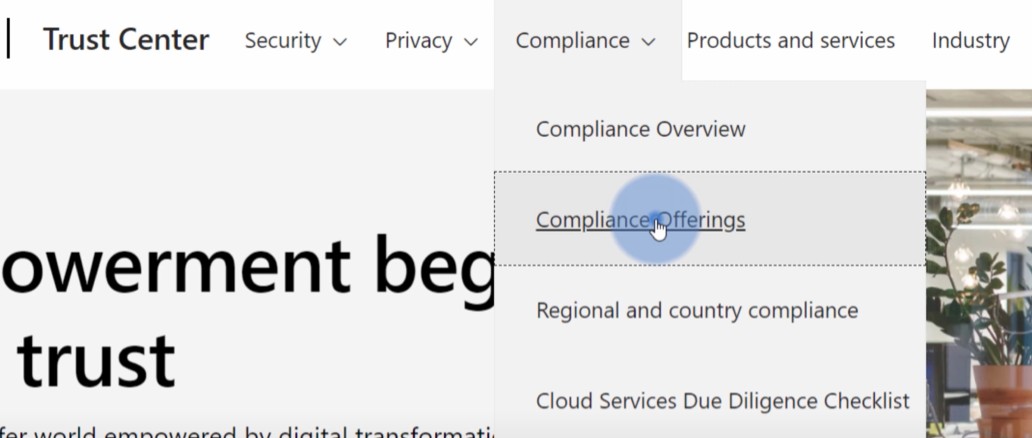 Trust Center Security Privacy Compliance Products and services Industry
Compliance Overview
Compliance Offerings
Regional and country compliance
Cloud Services Due Diligence Checklist
owerment beg
trust
fer world empowered by digital transformati